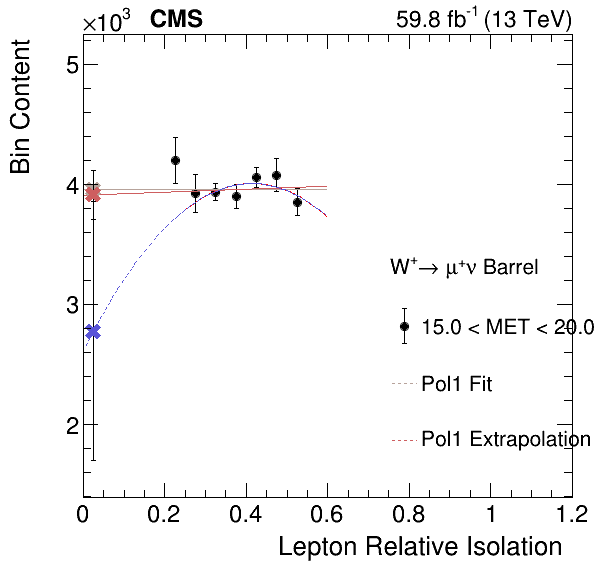 ×10³ CMS 59.8 fb⁻¹ (13 TeV)
Bin Content
5
4
3
2
W⁺→ μ⁺ν Barrel
15.0 < MET < 20.0
Pol1 Fit
Pol1 Extrapolation
0 0.2 0.4 0.6 0.8 1 1.2
Lepton Relative Isolation